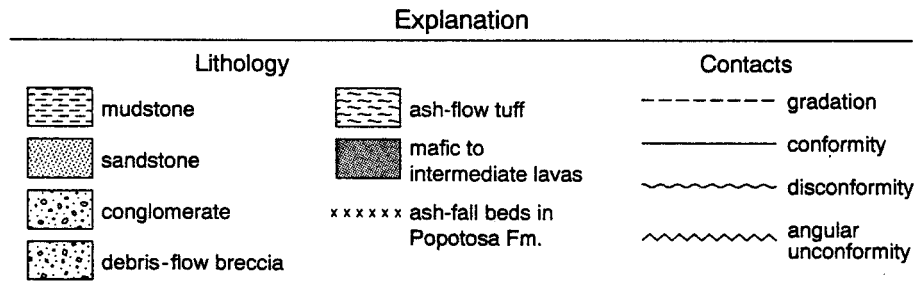 Explanation
Lithology
mudstone
sandstone
conglomerate
debris-flow breccia
ash-flow tuff
mafic to
intermediate lavas
xxxxxx ash-fall beds in
Popotosa Fm.
Contacts
gradation
conformity
disconformity
angular
unconformity